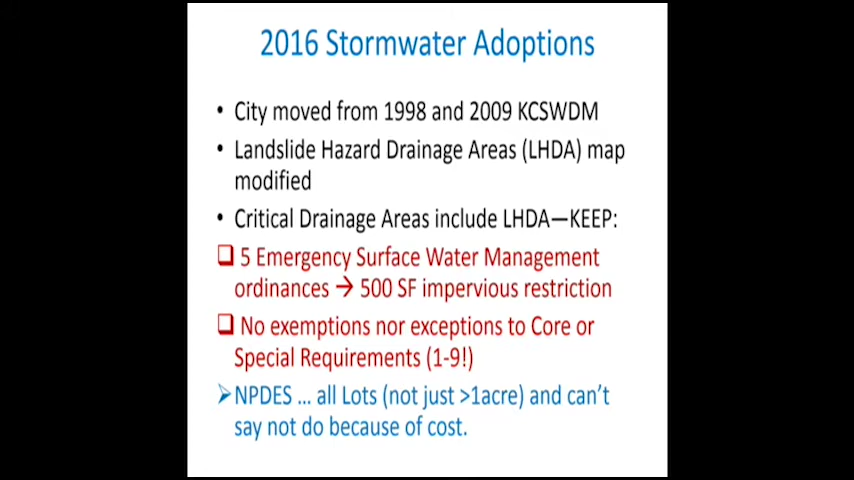 2016 Stormwater Adoptions
• City moved from 1998 and 2009 KCSWDM
• Landslide Hazard Drainage Areas (LHDA) map
modified
• Critical Drainage Areas include LHDA—KEEP:
❑ 5 Emergency Surface Water Management
ordinances → 500 SF impervious restriction
❑ No exemptions nor exceptions to Core or
Special Requirements (1-9!)
➢NPDES ... all Lots (not just >1acre) and can't
say not do because of cost.